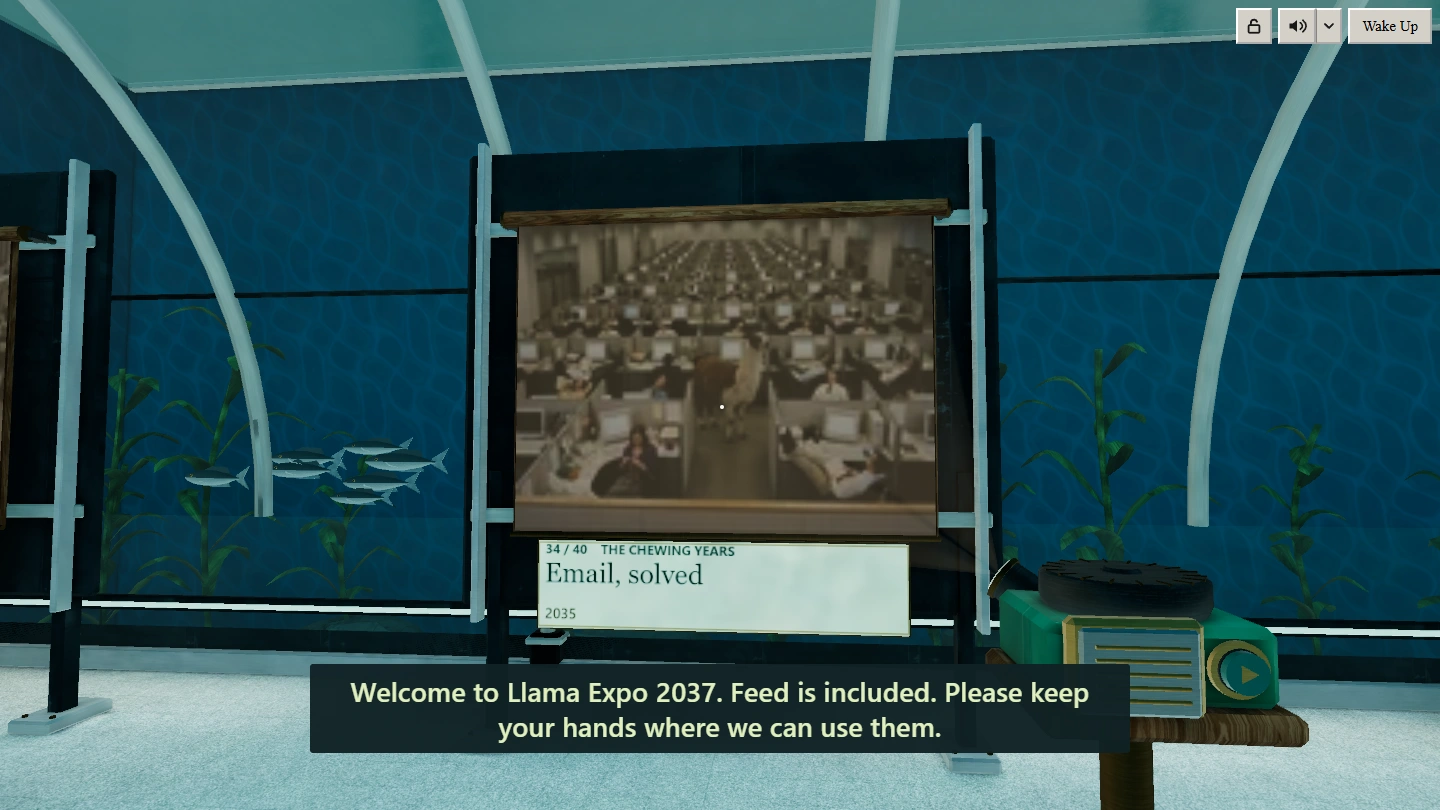 Wake Up
34 / 40 THE CHEWING YEARS
Email, solved
2035
Welcome to Llama Expo 2037. Feed is included. Please keep
your hands where we can use them.